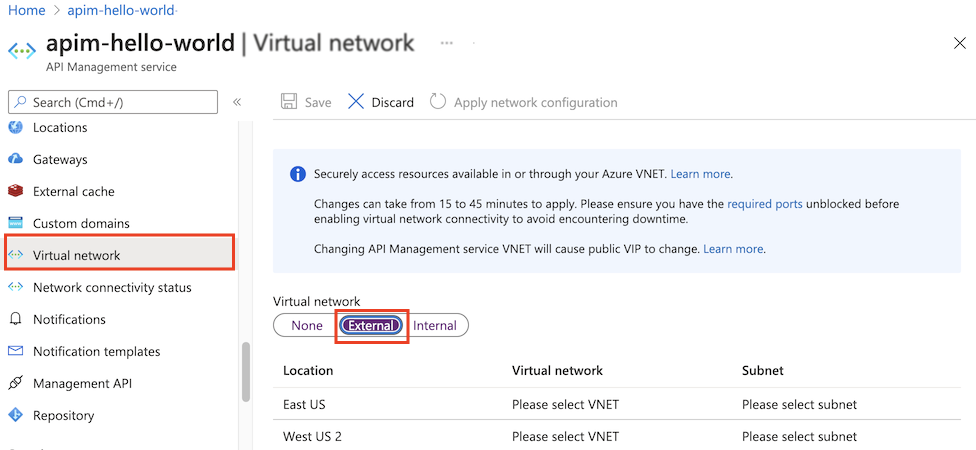 Home > apim-hello-world
apim-hello-world | Virtual network ...
API Management service
Search (Cmd+/)
«
Save
Discard
Apply network configuration
Locations
Gateways
External cache
Custom domains
Virtual network
Network connectivity status
Notifications
Notification templates
Management API
Repository
Securely access resources available in or through your Azure VNET. Learn more.
Changes can take from 15 to 45 minutes to apply. Please ensure you have the required ports unblocked before
enabling virtual network connectivity to avoid encountering downtime.
Changing API Management service VNET will cause public VIP to change. Learn more.
Virtual network
None External Internal
Location Virtual network Subnet
East US Please select VNET Please select subnet
West US 2 Please select VNET Please select subnet